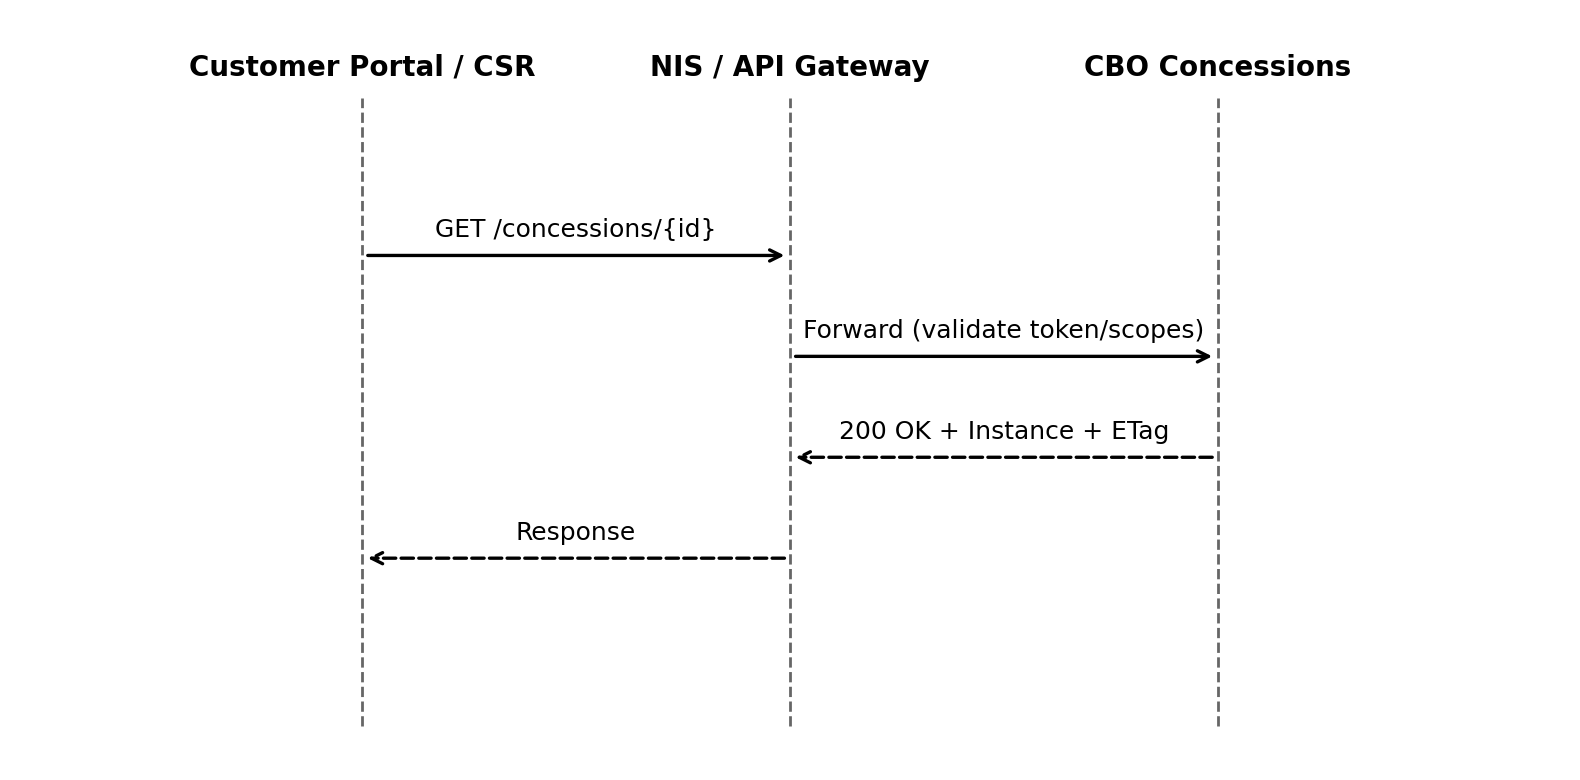 Customer Portal / CSR
NIS / API Gateway
CBO Concessions
GET /concessions/{id}
Forward (validate token/scopes)
200 OK + Instance + ETag
Response